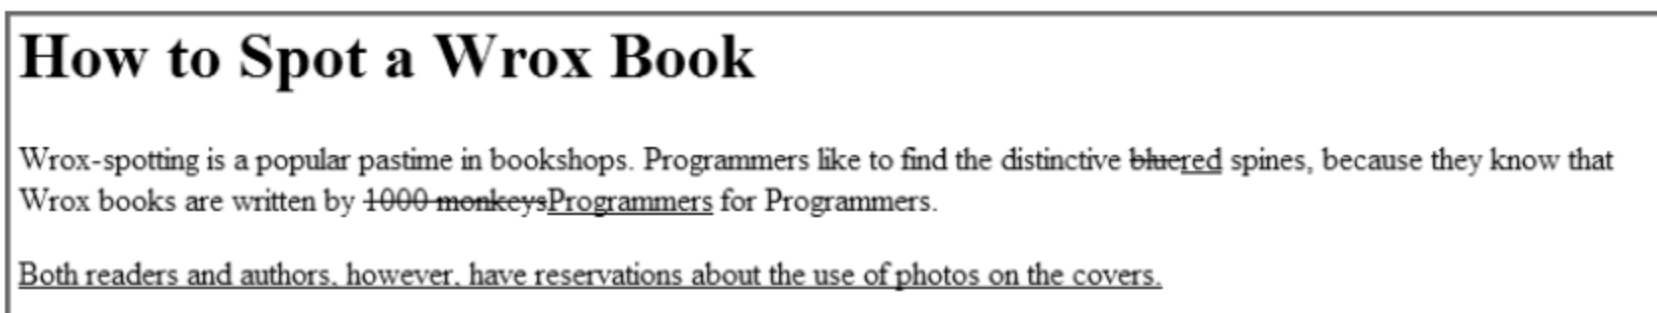 How to Spot a Wrox Book
Wrox-spotting is a popular pastime in bookshops. Programmers like to find the distinctive bluered spines, because they know that
Wrox books are written by 1000 monkeysProgrammers for Programmers.
Both readers and authors, however, have reservations about the use of photos on the covers.